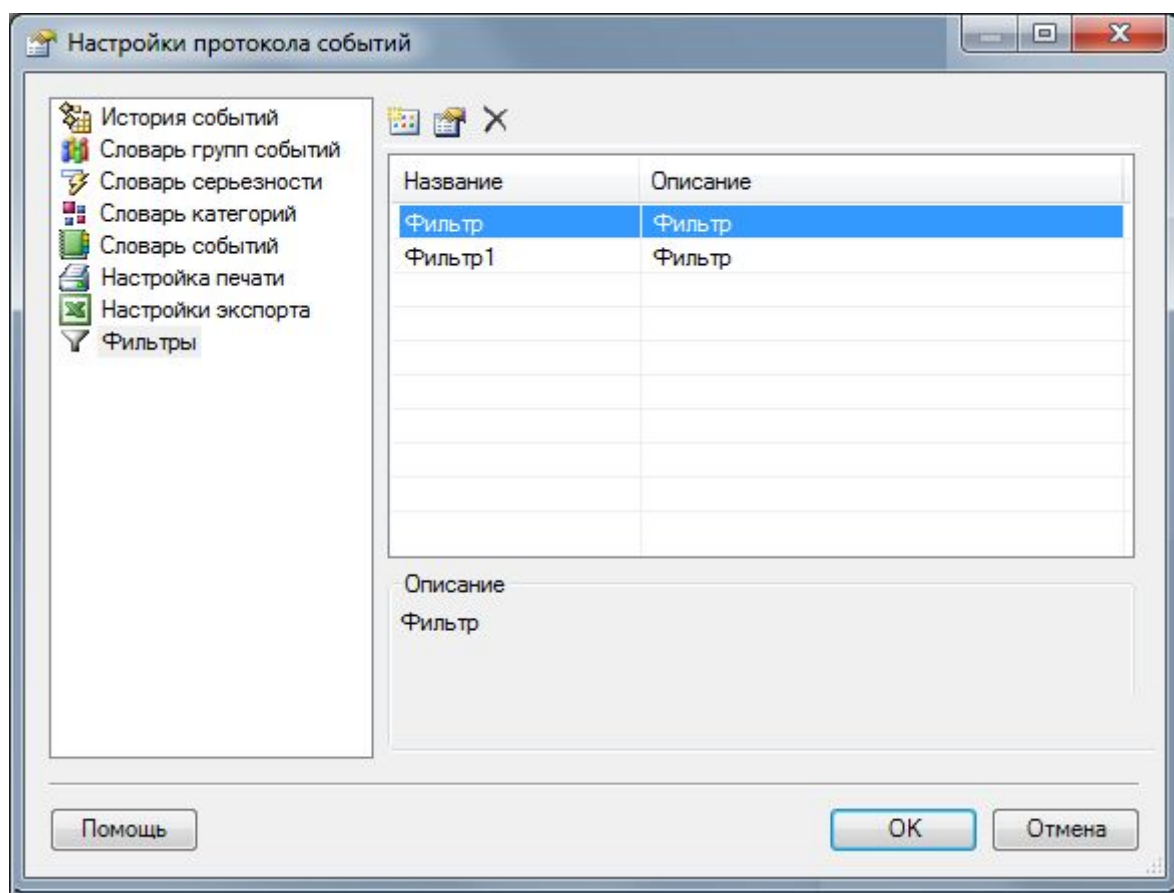 Настройки протокола событий
История событий
Словарь групп событий
Словарь серьезности
Словарь категорий
Словарь событий
Настройка печати
Настройки экспорта
Фильтры
Название Описание
Фильтр Фильтр
Фильтр1 Фильтр
Описание
Фильтр
Помощь OK Отмена